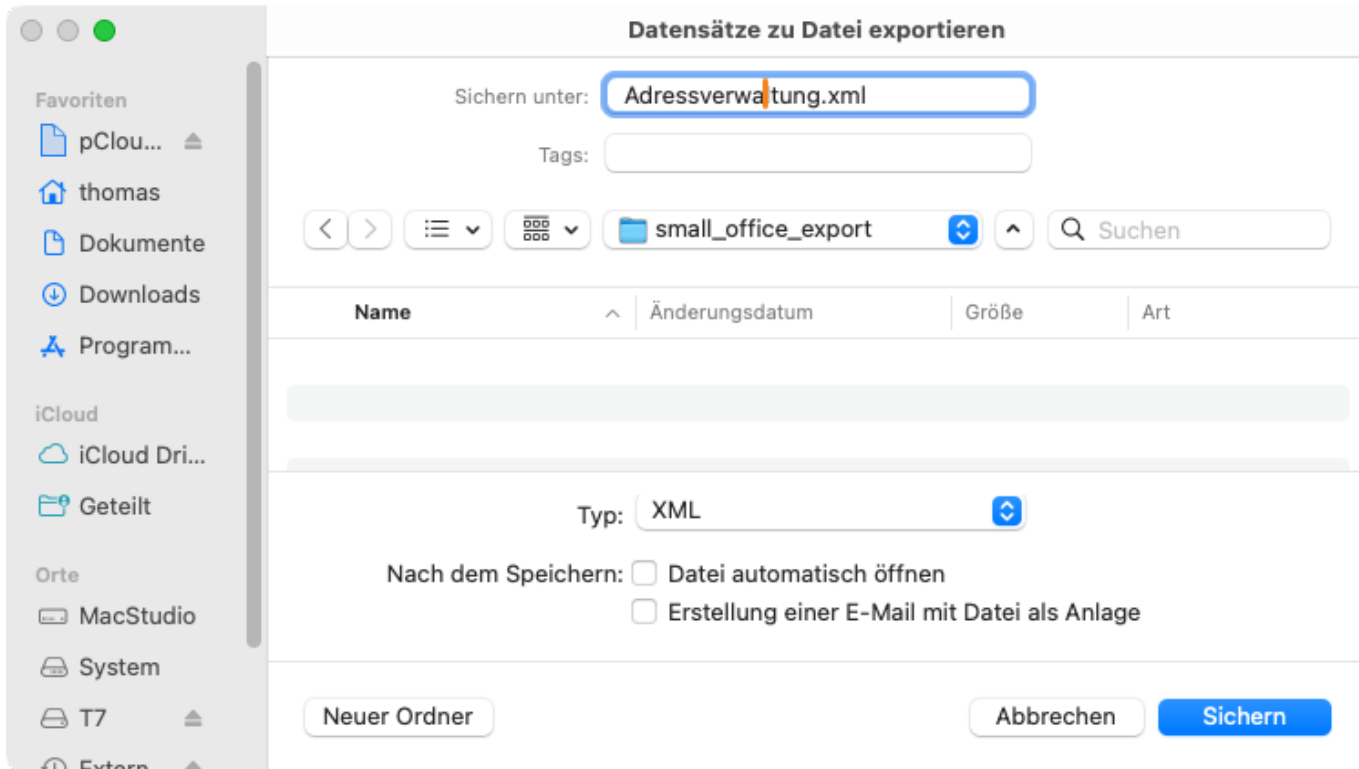 Datensätze zu Datei exportieren
Favoriten
pClou...
thomas
Dokumente
Downloads
Program...
iCloud
iCloud Dri...
Geteilt
Orte
MacStudio
System
T7
Extern
Sichern unter: Adressverwaltung.xml
Tags:
small_office_export Suchen
Name Änderungsdatum Größe Art
Typ: XML
Nach dem Speichern: Datei automatisch öffnen
Erstellung einer E-Mail mit Datei als Anlage
Neuer Ordner Abbrechen Sichern